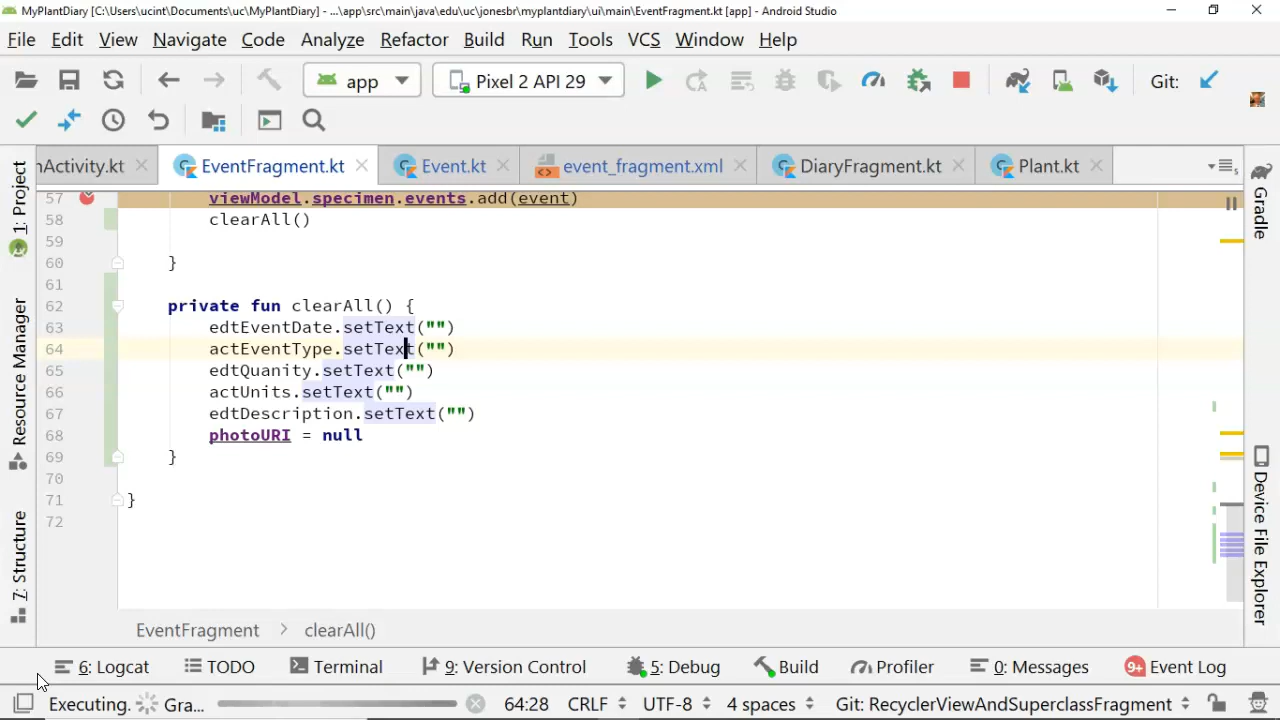 MyPlantDiary [C:\Users\ucint\Documents\uc\MyPlantDiary] - ...\app\src\main\java\edu\uc\jonesbr\myplantdiary\ui\main\EventFragment.kt [app] - Android Studio
File Edit View Navigate Code Analyze Refactor Build Run Tools VCS Window Help
app Pixel 2 API 29 Git:
nActivity.kt EventFragment.kt Event.kt event_fragment.xml DiaryFragment.kt Plant.kt
57 viewModel.specimen.events.add(event)
58 clearAll()
59
60 }
61
62 private fun clearAll() {
63 edtEventDate.setText("")
64 actEventType.setText("")
65 edtQuanity.setText("")
66 actUnits.setText("")
67 edtDescription.setText("")
68 photoURI = null
69 }
70
71 }
72
1: Project
Resource Manager
7: Structure
Gradle
Device File Explorer
EventFragment > clearAll()
6: Logcat TODO Terminal 9: Version Control 5: Debug Build Profiler 0: Messages 9+ Event Log
Executing. Gra... 64:28 CRLF UTF-8 4 spaces Git: RecyclerViewAndSuperclassFragment